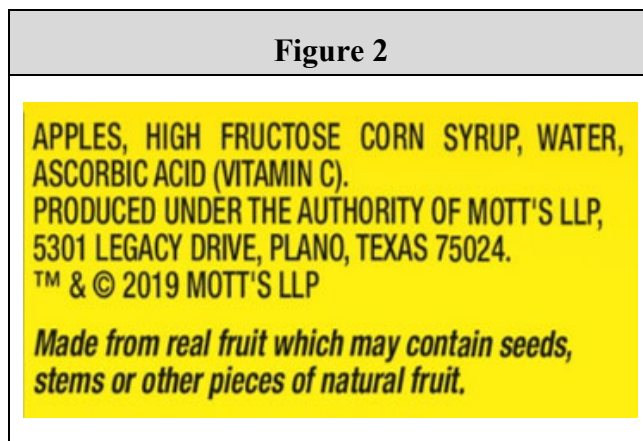 Figure 2
APPLES, HIGH FRUCTOSE CORN SYRUP, WATER,
ASCORBIC ACID (VITAMIN C).
PRODUCED UNDER THE AUTHORITY OF MOTT'S LLP,
5301 LEGACY DRIVE, PLANO, TEXAS 75024.
™ & © 2019 MOTT'S LLP
Made from real fruit which may contain seeds,
stems or other pieces of natural fruit.